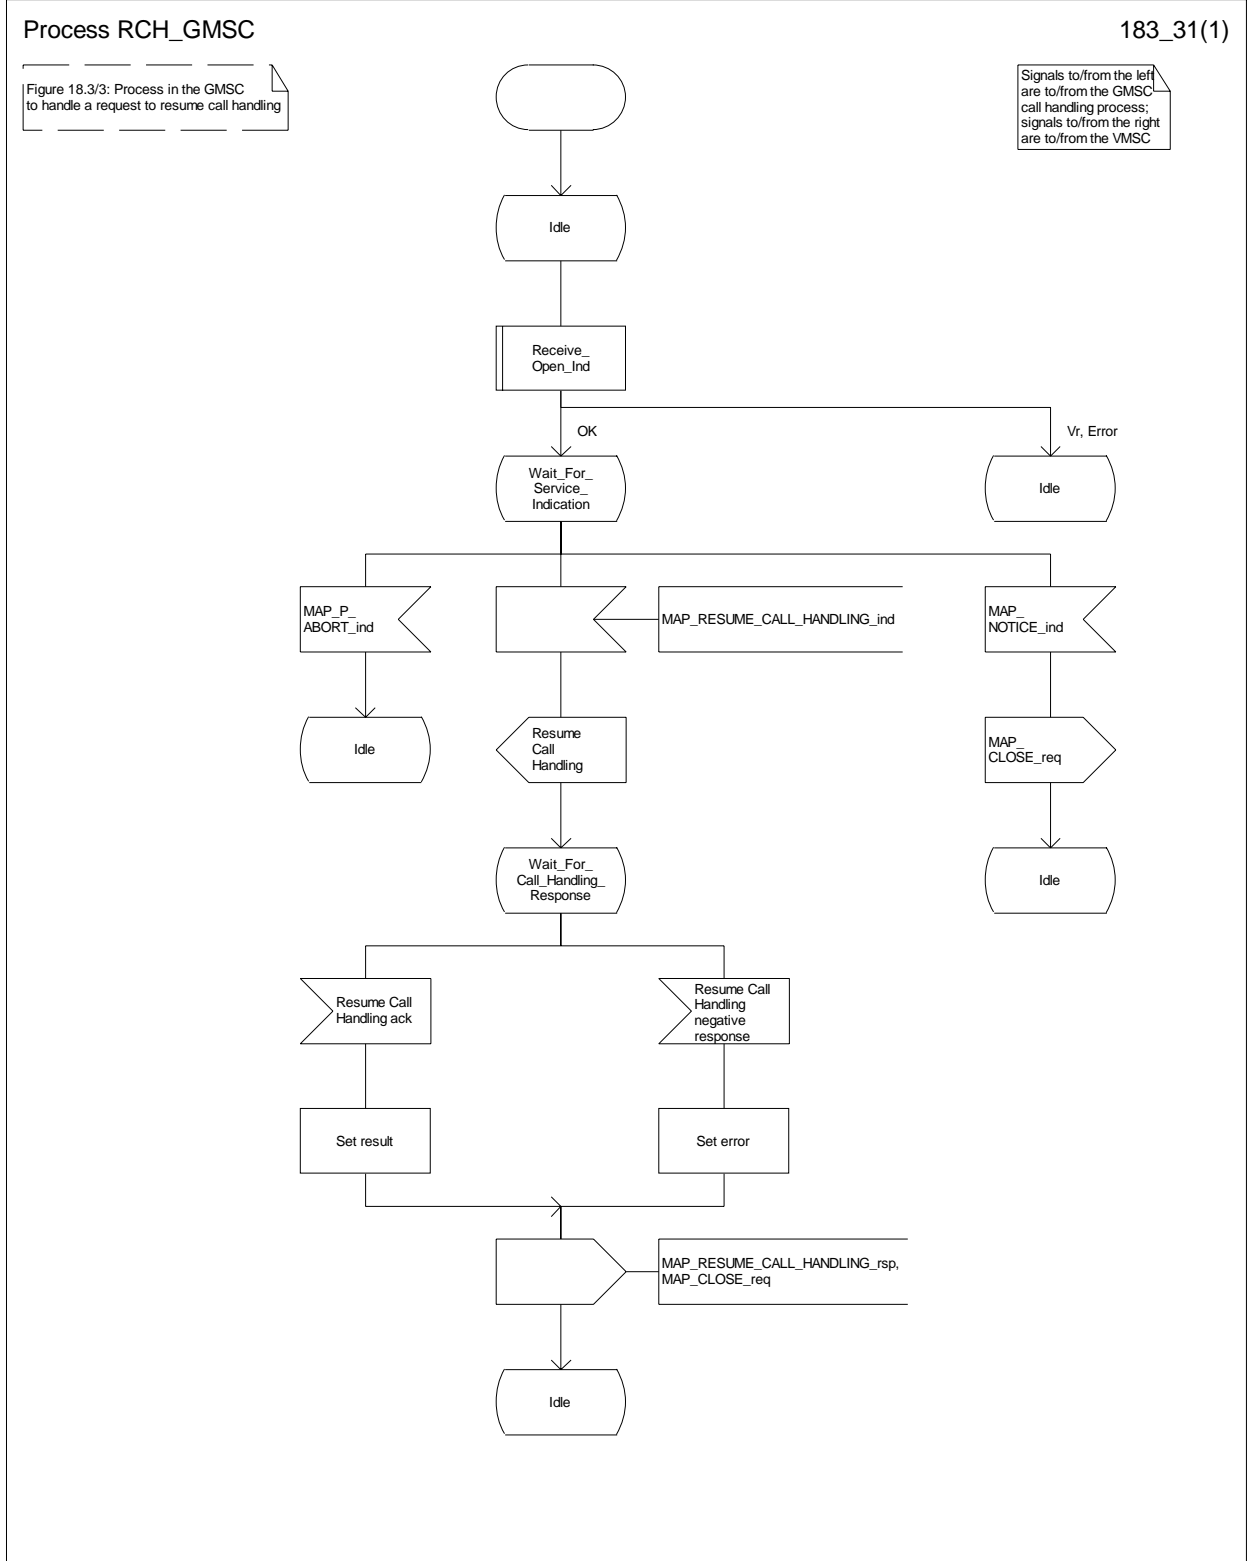 Process RCH_GMSC
183_31(1)
Figure 18.3/3: Process in the GMSC
to handle a request to resume call handling
Signals to/from the left
are to/from the GMSC
call handling process;
signals to/from the right
are to/from the VMSC
Idle
Receive_
Open_Ind
OK
Vr, Error
Wait_For_
Service_
Indication
Idle
MAP_P_
ABORT_ind
MAP_RESUME_CALL_HANDLING_ind
MAP_
NOTICE_ind
Idle
Resume
Call
Handling
MAP_
CLOSE_req
Wait_For_
Call_Handling_
Response
Idle
Resume Call
Handling ack
Resume Call
Handling
negative
response
Set result
Set error
MAP_RESUME_CALL_HANDLING_rsp,
MAP_CLOSE_req
Idle